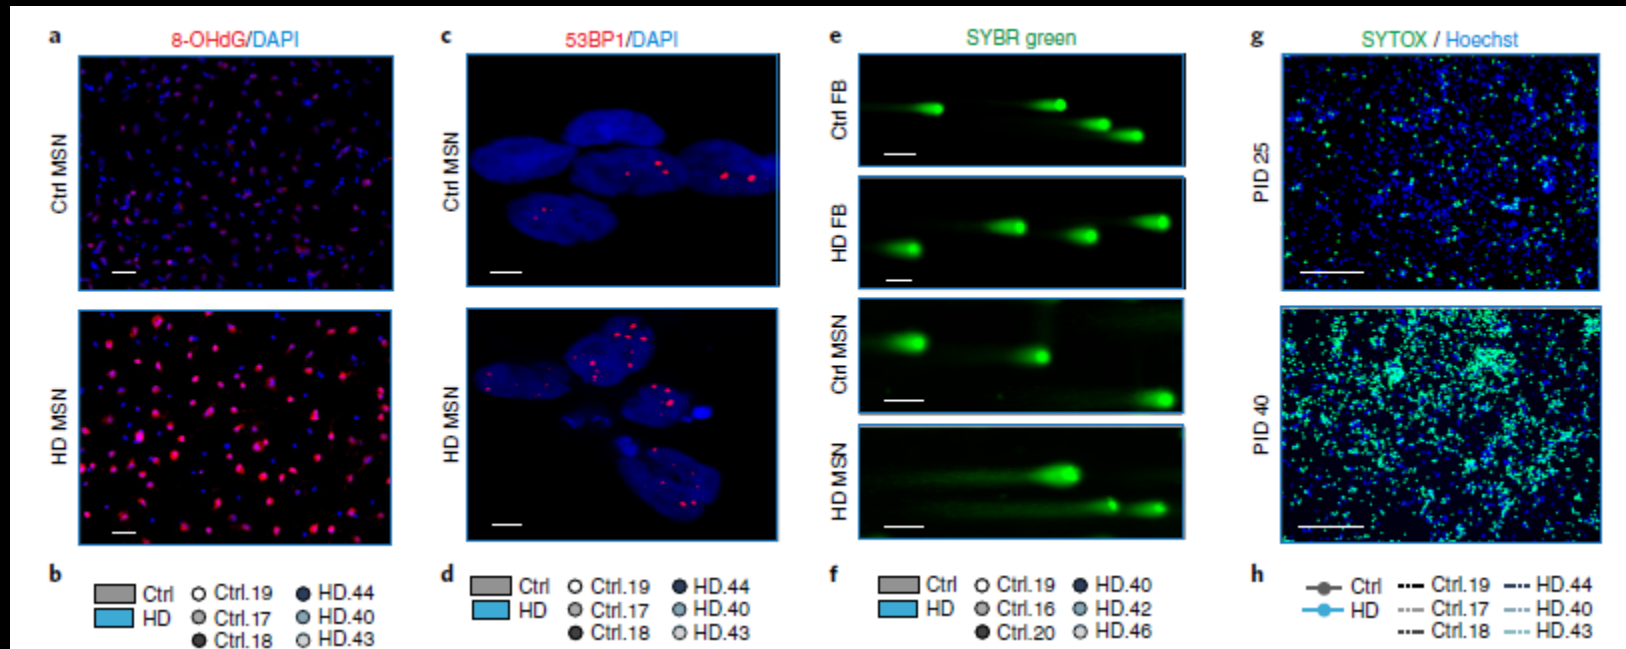 a
8-OHdG/DAPI
Ctrl MSN
HD MSN
b
Ctrl
HD
Ctrl.19
Ctrl.17
Ctrl.18
HD.44
HD.40
HD.43
c
53BP1/DAPI
Ctrl MSN
HD MSN
d
Ctrl
HD
Ctrl.19
Ctrl.17
Ctrl.18
HD.44
HD.40
HD.43
e
SYBR green
Ctrl FB
HD FB
Ctrl MSN
HD MSN
f
Ctrl
HD
Ctrl.19
Ctrl.16
Ctrl.20
HD.40
HD.42
HD.46
g
SYTOX / Hoechst
PID 25
PID 40
h
Ctrl
HD
Ctrl.19
Ctrl.17
Ctrl.18
HD.44
HD.40
HD.43